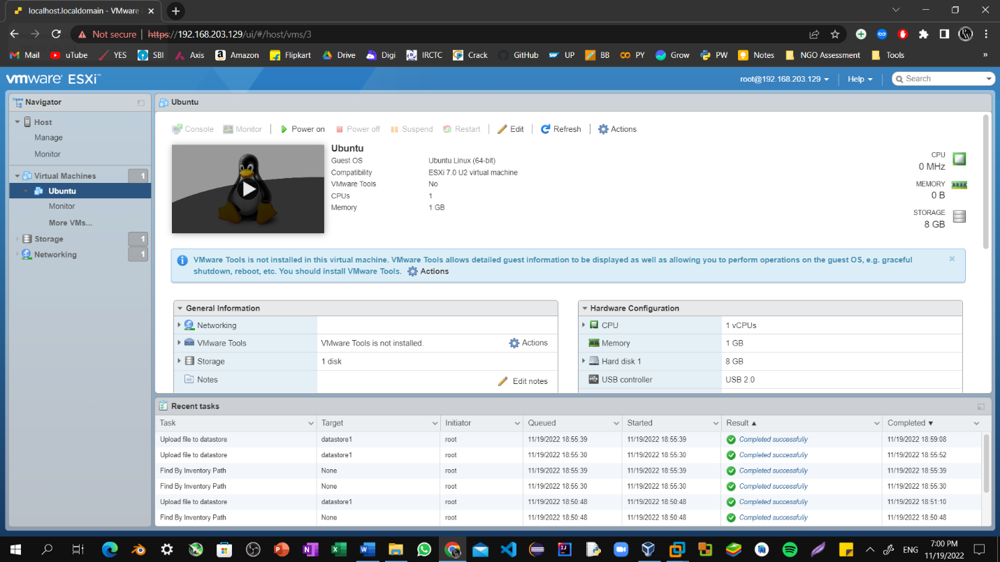 localhost.localdomain - VMware
Not secure | https://192.168.203.129/ui/#/host/vms/3
Mail uTube YES SBI Axis Amazon Flipkart Drive Digi IRCTC Crack GitHub UP BB PY Grow PW Notes NGO Assessment Tools »
vmware ESXi™ root@192.168.203.129 Help Search
Navigator
Host
Manage
Monitor
Virtual Machines 1
Ubuntu
Monitor
More VMs...
Storage 1
Networking 1
Ubuntu
Console Monitor Power on Power off Suspend Restart Edit Refresh Actions
Ubuntu
Guest OS Ubuntu Linux (64-bit)
Compatibility ESXi 7.0 U2 virtual machine
VMware Tools No
CPUs 1
Memory 1 GB
CPU
0 MHz
MEMORY
0 B
STORAGE
8 GB
VMware Tools is not installed in this virtual machine. VMware Tools allows detailed guest information to be displayed as well as allowing you to perform operations on the guest OS, e.g. graceful
shutdown, reboot, etc. You should install VMware Tools. Actions
General Information
Networking
VMware Tools VMware Tools is not installed. Actions
Storage 1 disk
Notes Edit notes
Hardware Configuration
CPU 1 vCPUs
Memory 1 GB
Hard disk 1 8 GB
USB controller USB 2.0
Recent tasks
Task Target Initiator Queued Started Result ▲ Completed ▼
Upload file to datastore datastore1 root 11/19/2022 18:55:39 11/19/2022 18:55:39 Completed successfully 11/19/2022 18:59:08
Upload file to datastore datastore1 root 11/19/2022 18:55:30 11/19/2022 18:55:30 Completed successfully 11/19/2022 18:55:52
Find By Inventory Path None root 11/19/2022 18:55:39 11/19/2022 18:55:39 Completed successfully 11/19/2022 18:55:39
Find By Inventory Path None root 11/19/2022 18:55:30 11/19/2022 18:55:30 Completed successfully 11/19/2022 18:55:30
Upload file to datastore datastore1 root 11/19/2022 18:50:48 11/19/2022 18:50:48 Completed successfully 11/19/2022 18:51:10
Find By Inventory Path None root 11/19/2022 18:50:48 11/19/2022 18:50:48 Completed successfully 11/19/2022 18:50:48
ENG 7:00 PM
11/19/2022